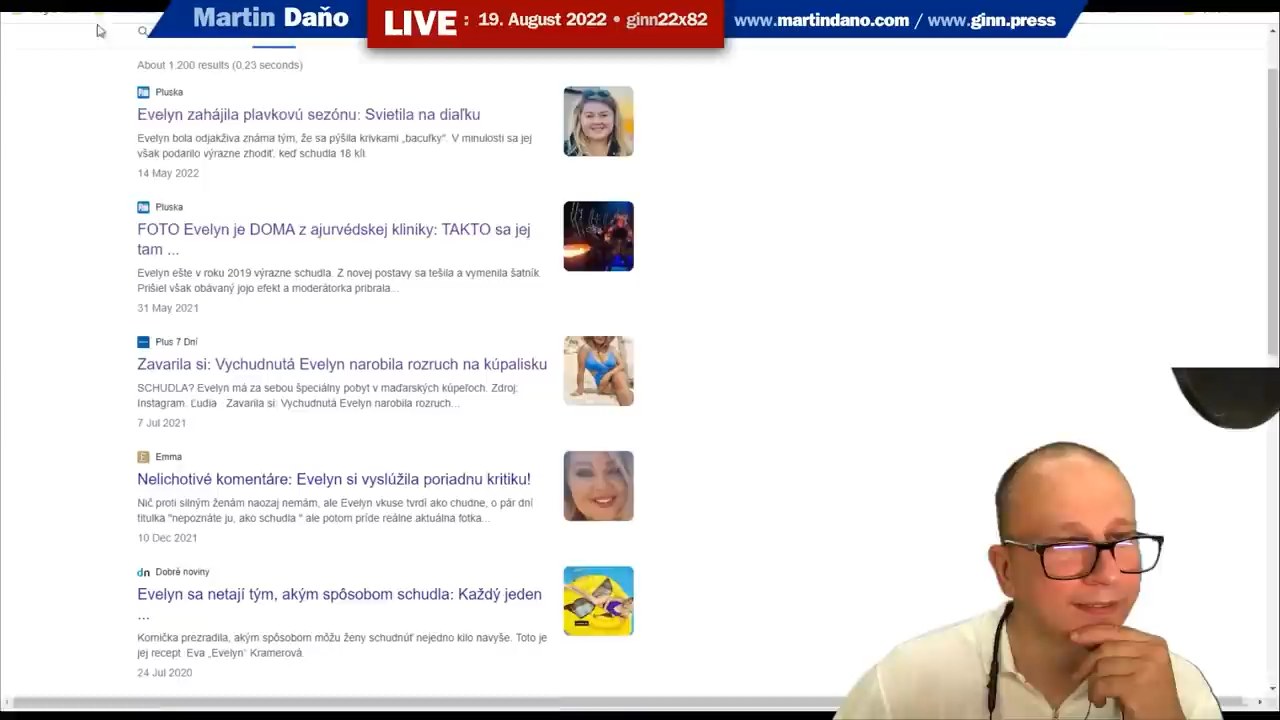 Martin Daňo
LIVE : 19. August 2022 • ginn22x82
www.martindano.com / www.ginn.press
About 1.200 results (0.23 seconds)
Pluska
Evelyn zahájila plavkovú sezónu: Svietila na diaľku
Evelyn bola odjakživa známa tým, že sa pýšila krivkami „bacuľky“. V minulosti sa jej
však podarilo výrazne zhodiť, keď schudla 18 kíl.
14 May 2022
Pluska
FOTO Evelyn je DOMA z ajurvédskej kliniky: TAKTO sa jej
tam ...
Evelyn ešte v roku 2019 výrazne schudla. Z novej postavy sa tešila a vymenila šatník.
Prišiel však obávaný jojo efekt a moderátorka pribrala...
31 May 2021
Plus 7 Dní
Zavarila si: Vychudnutá Evelyn narobila rozruch na kúpalisku
SCHUDLA? Evelyn má za sebou špeciálny pobyt v maďarských kúpeľoch. Zdroj:
Instagram. Ľudia · Zavarila si: Vychudnutá Evelyn narobila rozruch...
7 Jul 2021
Emma
Nelichotivé komentáre: Evelyn si vyslúžila poriadnu kritiku!
Nič proti silným ženám naozaj nemám, ale Evelyn vkuse tvrdí ako chudne, o pár dní
titulka "nepoznáte ju, ako schudla " ale potom príde reálne aktuálna fotka...
10 Dec 2021
dn Dobré noviny
Evelyn sa netají tým, akým spôsobom schudla: Každý jeden
...
Komička prezradila, akým spôsobom môžu ženy schudnúť nejedno kilo navyše. Toto je
jej recept. Eva „Evelyn“ Kramerová.
24 Jul 2020